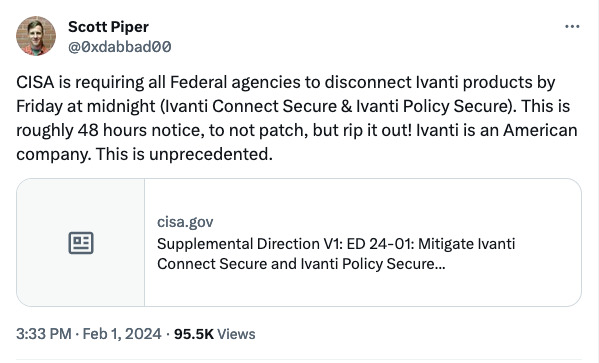 Scott Piper
@0xdabbad00
CISA is requiring all Federal agencies to disconnect Ivanti products by
Friday at midnight (Ivanti Connect Secure & Ivanti Policy Secure). This is
roughly 48 hours notice, to not patch, but rip it out! Ivanti is an American
company. This is unprecedented.
cisa.gov
Supplemental Direction V1: ED 24-01: Mitigate Ivanti
Connect Secure and Ivanti Policy Secure...
3:33 PM · Feb 1, 2024 · 95.5K Views